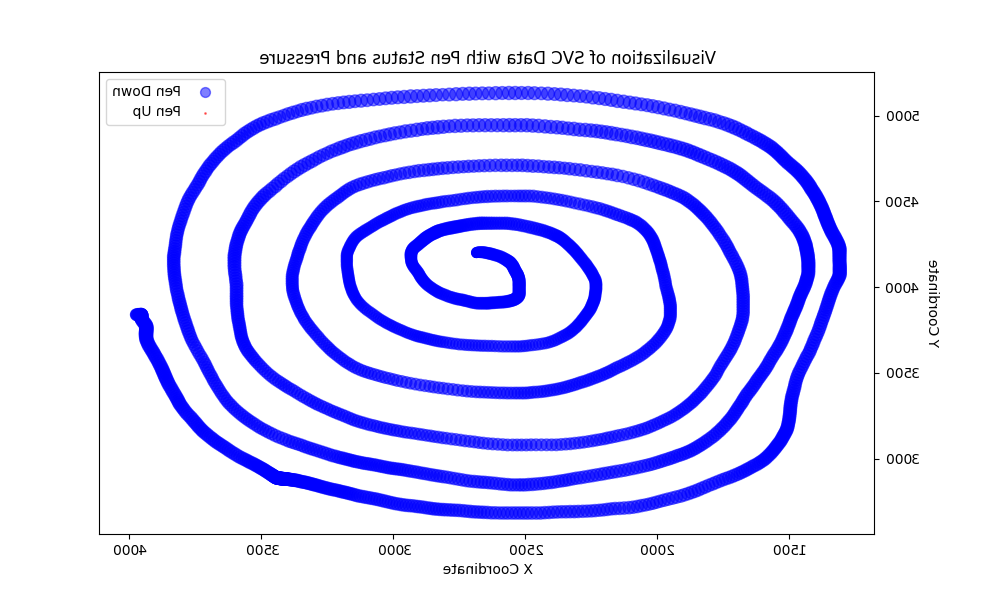 Visualization of SVC Data with Pen Status and Pressure
Pen Down
Pen Up
5000
4500
4000
3500
3000
Y Coordinate
4000
3500
3000
2500
2000
1500
X Coordinate